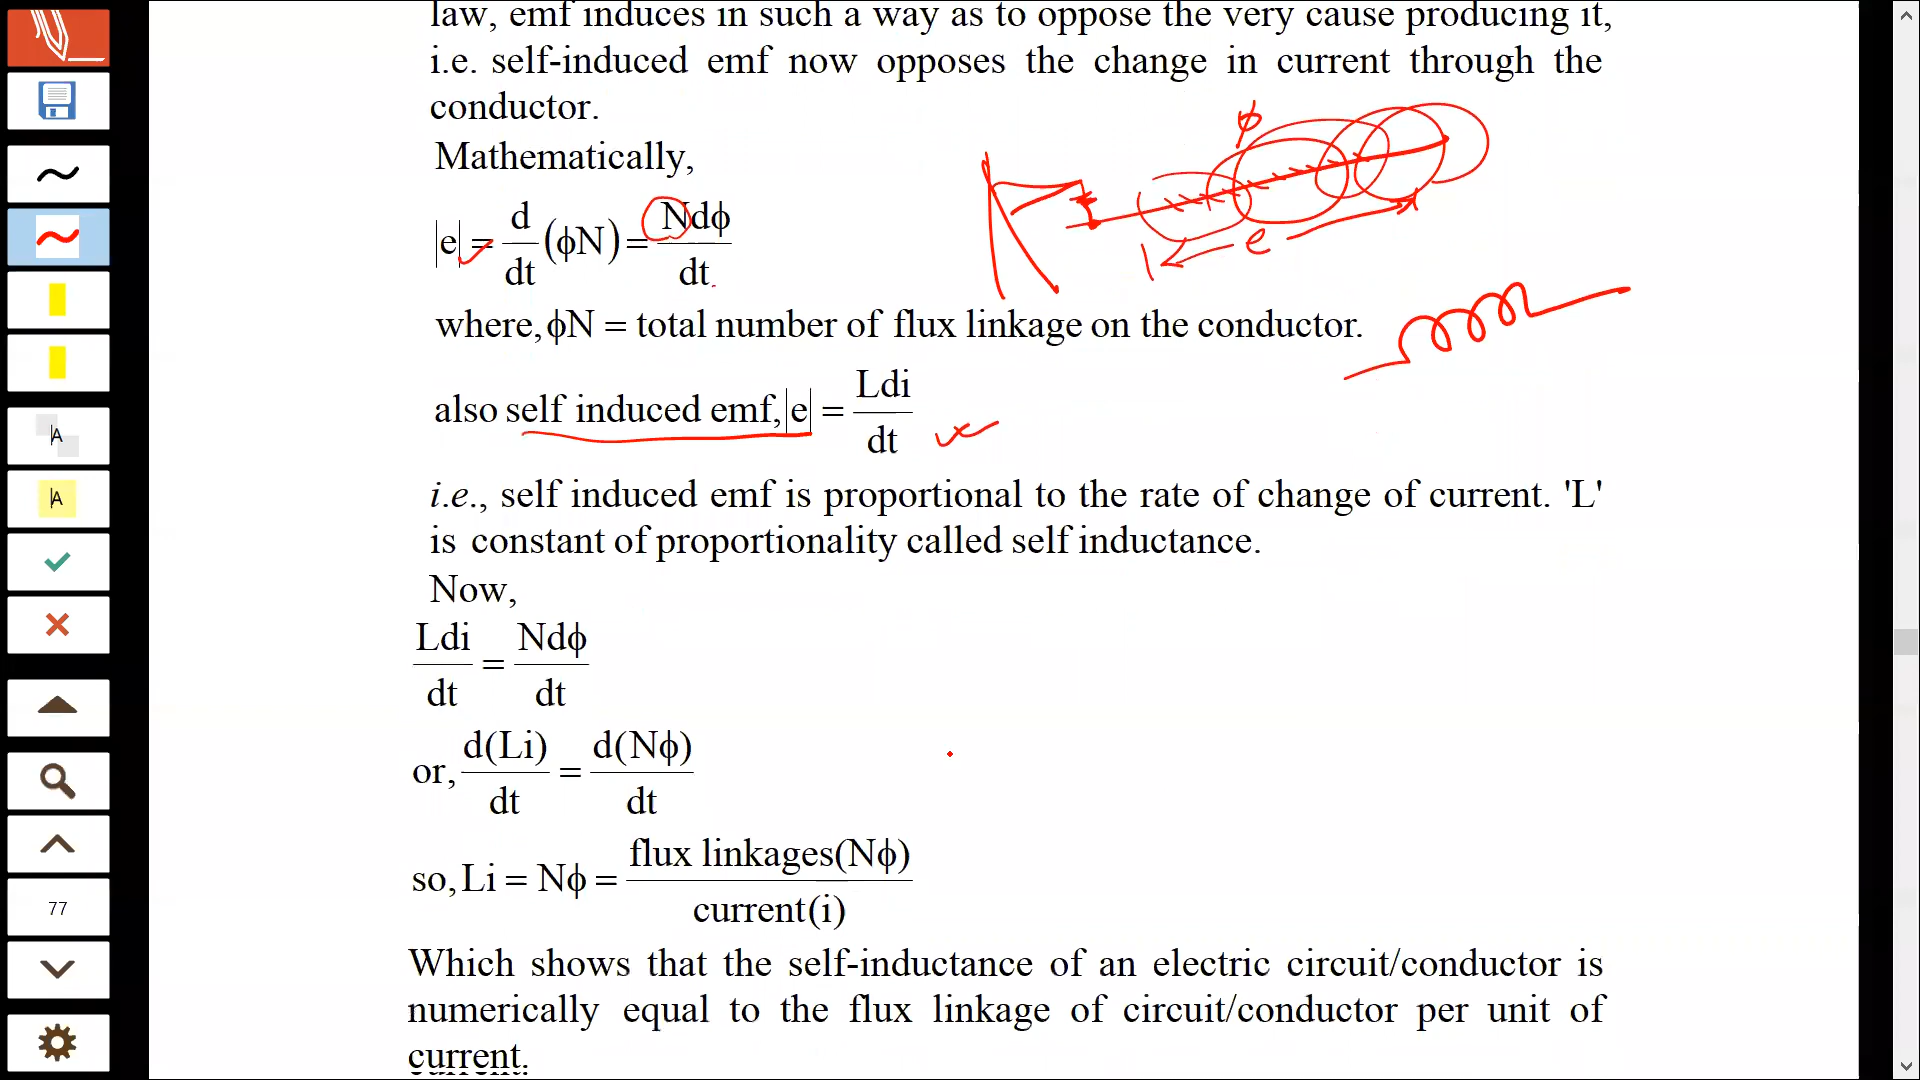 law, emf induces in such a way as to oppose the very cause producing it,
i.e. self-induced emf now opposes the change in current through the
conductor.
Mathematically,
|e| = d/dt (ϕN) = Ndϕ/dt
ϕ
e
where, ϕN = total number of flux linkage on the conductor.
also self induced emf, |e| = Ldi/dt
i.e., self induced emf is proportional to the rate of change of current. 'L'
is constant of proportionality called self inductance.
Now,
Ldi/dt = Ndϕ/dt
or, d(Li)/dt = d(Nϕ)/dt
so, Li = Nϕ = flux linkages(Nϕ)/current(i)
Which shows that the self-inductance of an electric circuit/conductor is
numerically equal to the flux linkage of circuit/conductor per unit of
current.
A
A
77